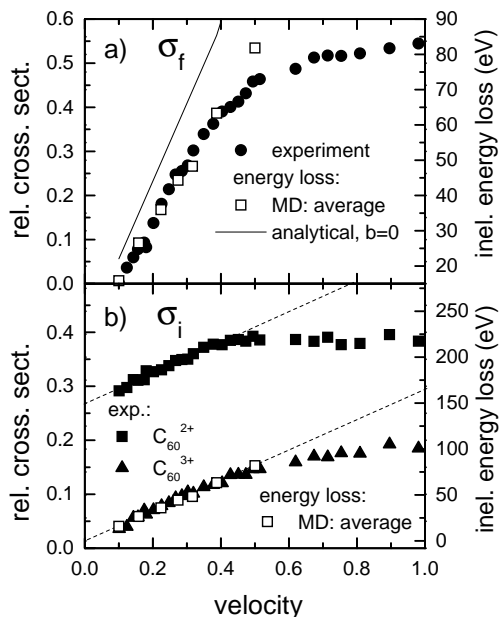 a) σf
experiment
energy loss:
MD: average
analytical, b=0
rel. cross. sect.
0.6
0.5
0.4
0.3
0.2
0.1
0.0
inel. energy loss (eV)
90
80
70
60
50
40
30
20
b) σi
exp.:
C60 2+
C60 3+
energy loss:
MD: average
rel. cross. sect.
0.4
0.3
0.2
0.1
0.0
inel. energy loss (eV)
250
200
150
100
50
0
0.0 0.2 0.4 0.6 0.8 1.0
velocity